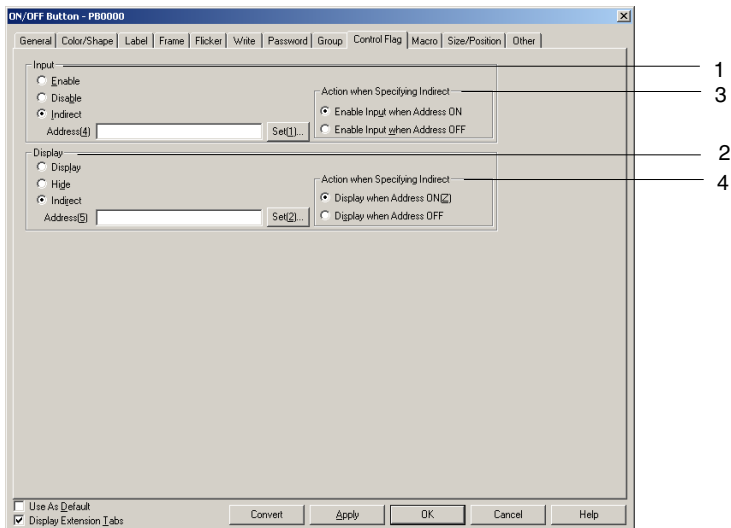 ON/OFF Button - PB0000
General Color/Shape Label Frame Flicker Write Password Group Control Flag Macro Size/Position Other
Input
1
Enable
Action when Specifying Indirect
3
Disable
Enable Input when Address ON
Indirect
Enable Input when Address OFF
Address(4)
Set(1)...
Display
2
Display
Action when Specifying Indirect
4
Hide
Display when Address ON(Z)
Indirect
Display when Address OFF
Address(5)
Set(2)...
Use As Default
Display Extension Tabs
Convert Apply OK Cancel Help